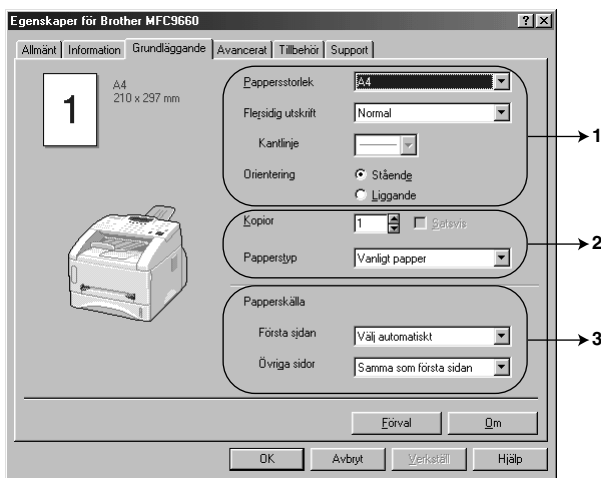 Egenskaper för Brother MFC9660
Allmänt Information Grundläggande Avancerat Tillbehör Support
1
A4
210 x 297 mm
Pappersstorlek A4
Flersidig utskrift Normal
Kantlinje
Orientering Stående
Liggande
1
Kopior 1 Satsvis
Papperstyp Vanligt papper
2
Papperskälla
Första sidan Välj automatiskt
Övriga sidor Samma som första sidan
3
Förval Om
OK Avbryt Verkställ Hjälp